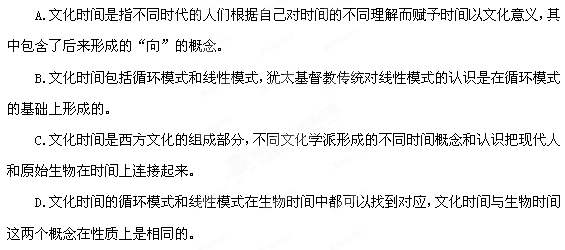 A.文化时间是指不同时代的人们根据自己对时间的不同理解而赋予时间以文化意义，其
中包含了后来形成的“向”的概念。
B.文化时间包括循环模式和线性模式，犹太基督教传统对线性模式的认识是在循环模式
的基础上形成的。
C.文化时间是西方文化的组成部分，不同文化学派形成的不同时间概念和认识把现代人
和原始生物在时间上连接起来。
D.文化时间的循环模式和线性模式在生物时间中都可以找到对应，文化时间与生物时间
这两个概念在性质上是相同的。